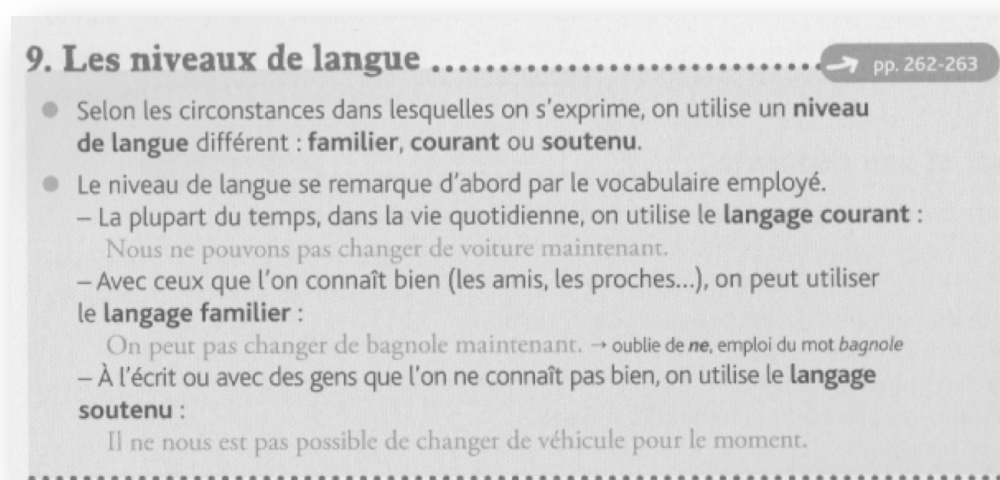 9. Les niveaux de langue .............................. → pp. 262-263
● Selon les circonstances dans lesquelles on s'exprime, on utilise un niveau
de langue différent : familier, courant ou soutenu.
● Le niveau de langue se remarque d'abord par le vocabulaire employé.
– La plupart du temps, dans la vie quotidienne, on utilise le langage courant :
Nous ne pouvons pas changer de voiture maintenant.
– Avec ceux que l'on connaît bien (les amis, les proches...), on peut utiliser
le langage familier :
On peut pas changer de bagnole maintenant. → oublie de ne, emploi du mot bagnole
– À l'écrit ou avec des gens que l'on ne connaît pas bien, on utilise le langage
soutenu :
Il ne nous est pas possible de changer de véhicule pour le moment.